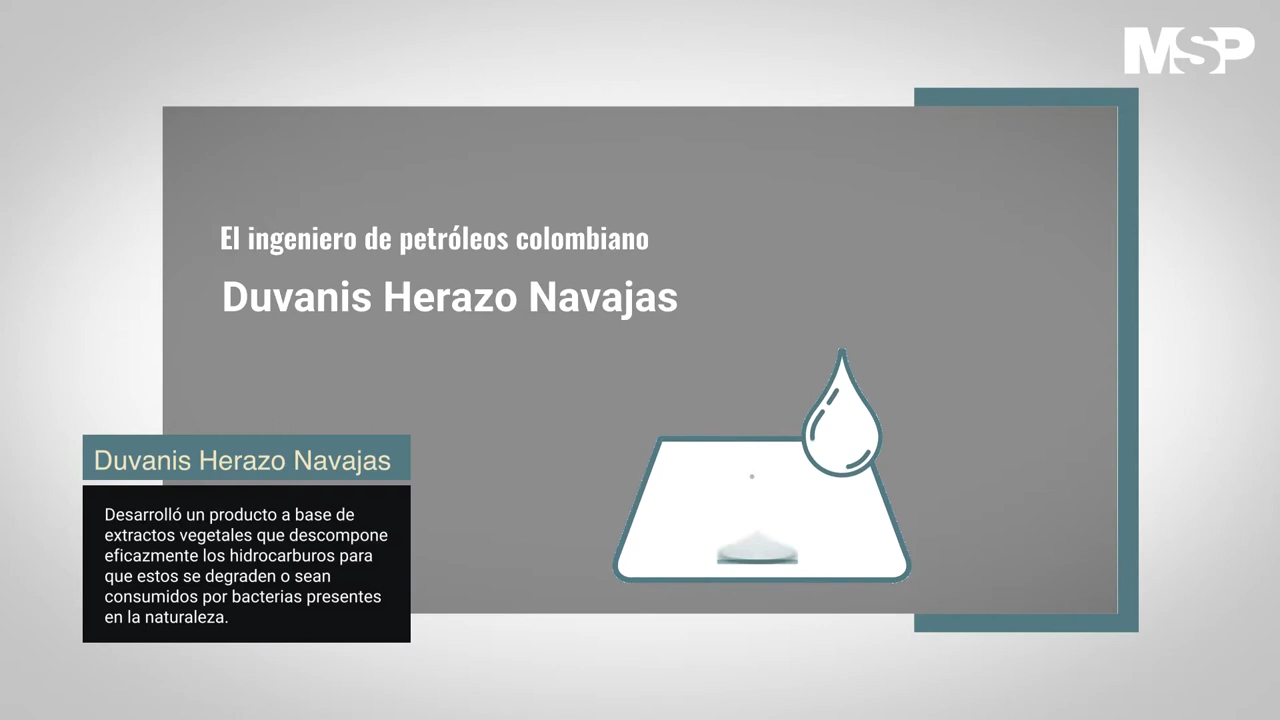 MSP
El ingeniero de petróleos colombiano
Duvanis Herazo Navajas
Duvanis Herazo Navajas
Desarrolló un producto a base de
extractos vegetales que descompone
eficazmente los hidrocarburos para
que estos se degraden o sean
consumidos por bacterias presentes
en la naturaleza.